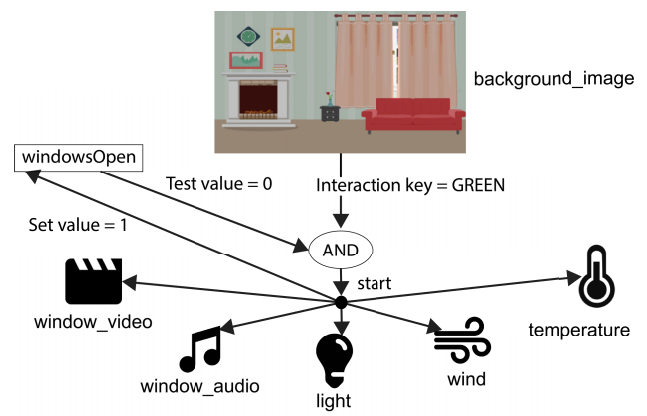 background_image
windowsOpen
Test value = 0
Interaction key = GREEN
Set value = 1
AND
start
window_video
temperature
window_audio
wind
light